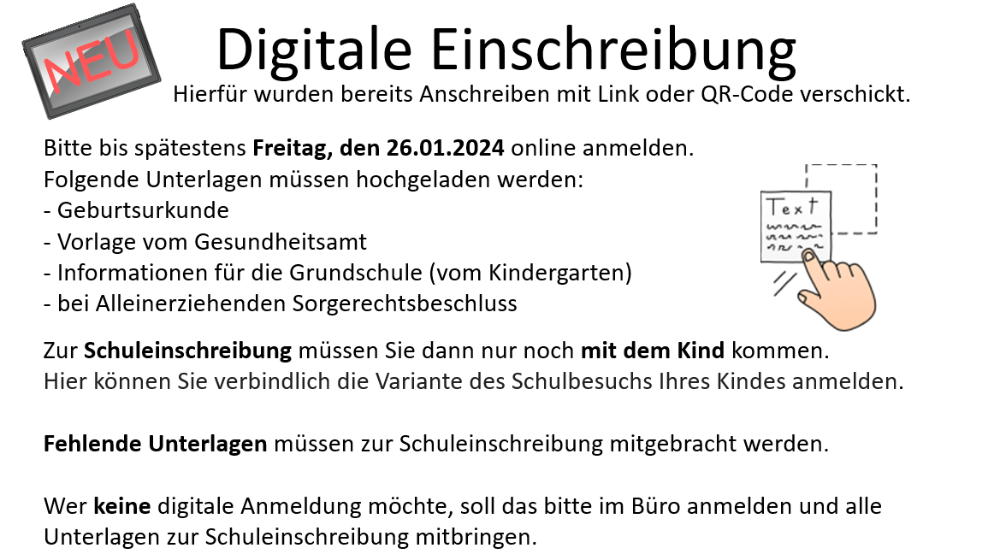 NEU
Digitale Einschreibung
Hierfür wurden bereits Anschreiben mit Link oder QR-Code verschickt.
Bitte bis spätestens Freitag, den 26.01.2024 online anmelden.
Folgende Unterlagen müssen hochgeladen werden:
- Geburtsurkunde
- Vorlage vom Gesundheitsamt
- Informationen für die Grundschule (vom Kindergarten)
- bei Alleinerziehenden Sorgerechtsbeschluss
Text
Zur Schuleinschreibung müssen Sie dann nur noch mit dem Kind kommen.
Hier können Sie verbindlich die Variante des Schulbesuchs Ihres Kindes anmelden.
Fehlende Unterlagen müssen zur Schuleinschreibung mitgebracht werden.
Wer keine digitale Anmeldung möchte, soll das bitte im Büro anmelden und alle
Unterlagen zur Schuleinschreibung mitbringen.